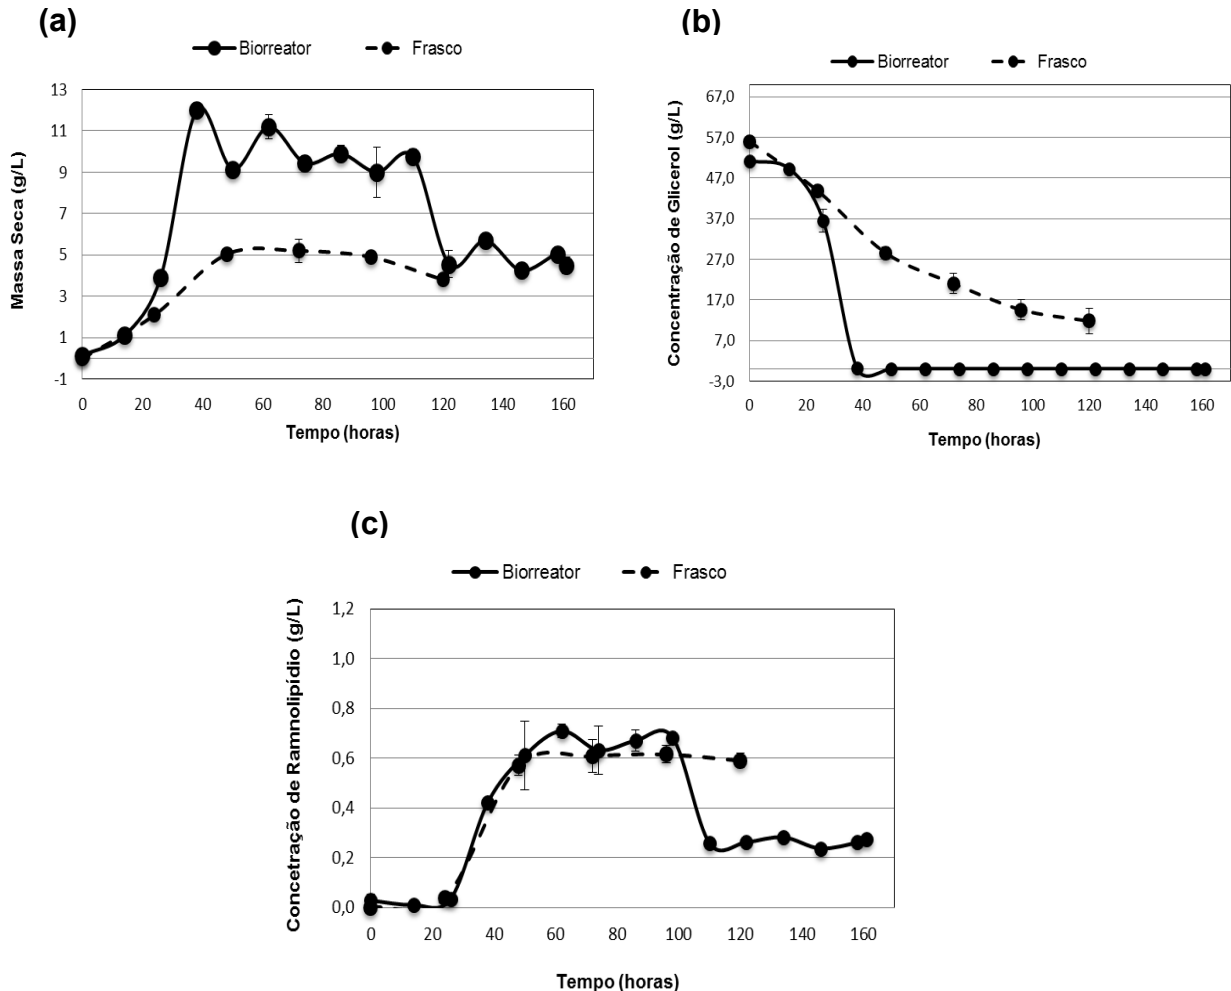 (a)
Biorreator Frasco
Massa Seca (g/L)
13
11
9
7
5
3
1
-1
0 20 40 60 80 100 120 140 160
Tempo (horas)
(b)
Biorreator Frasco
Concentração de Glicerol (g/L)
67,0
57,0
47,0
37,0
27,0
17,0
7,0
-3,0
0 20 40 60 80 100 120 140 160
Tempo (horas)
(c)
Biorreator Frasco
Concetração de Ramnolipídio (g/L)
1,2
1,0
0,8
0,6
0,4
0,2
0,0
0 20 40 60 80 100 120 140 160
Tempo (horas)